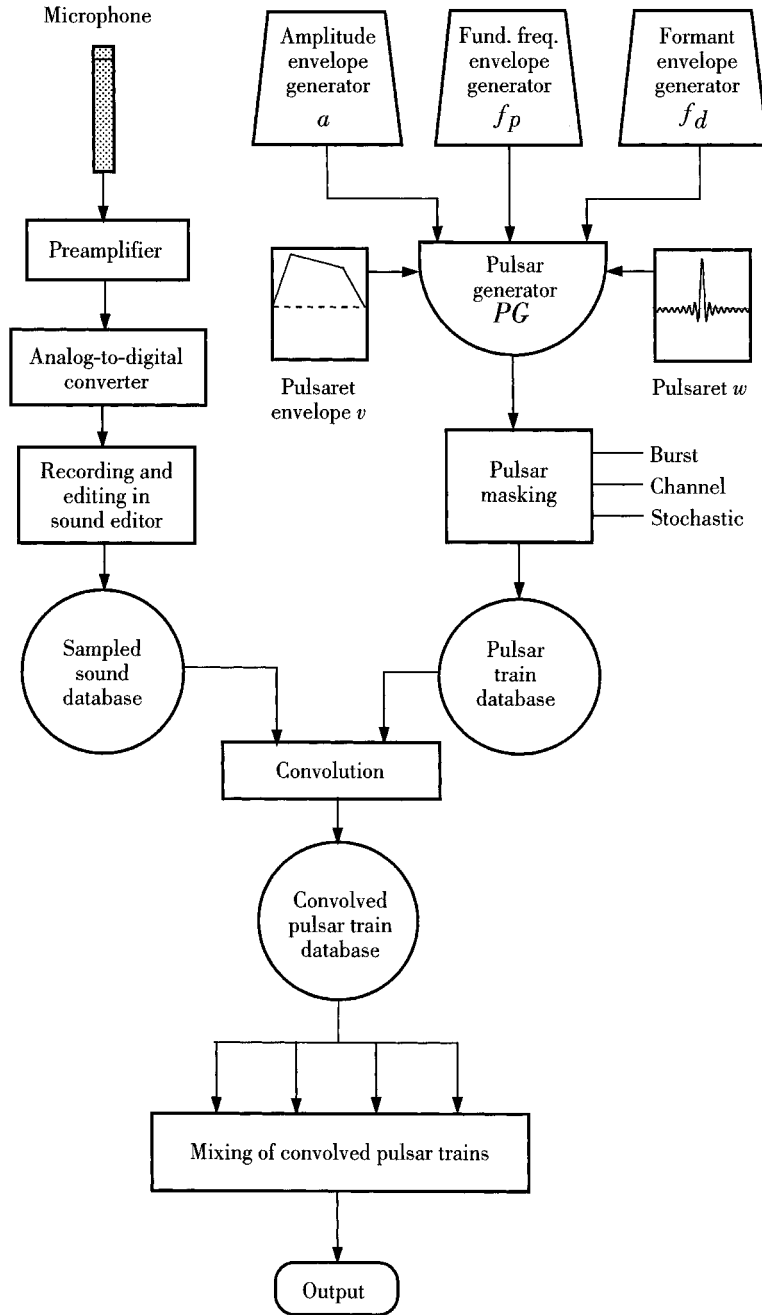 Microphone
Amplitude
envelope
generator
a
Fund. freq.
envelope
generator
f_p
Formant
envelope
generator
f_d
Preamplifier
Analog-to-digital
converter
Recording and
editing in
sound editor
Sampled
sound
database
Pulsar
generator
PG
Pulsaret
envelope v
Pulsaret w
Pulsar
masking
Burst
Channel
Stochastic
Pulsar
train
database
Convolution
Convolved
pulsar train
database
Mixing of convolved pulsar trains
Output